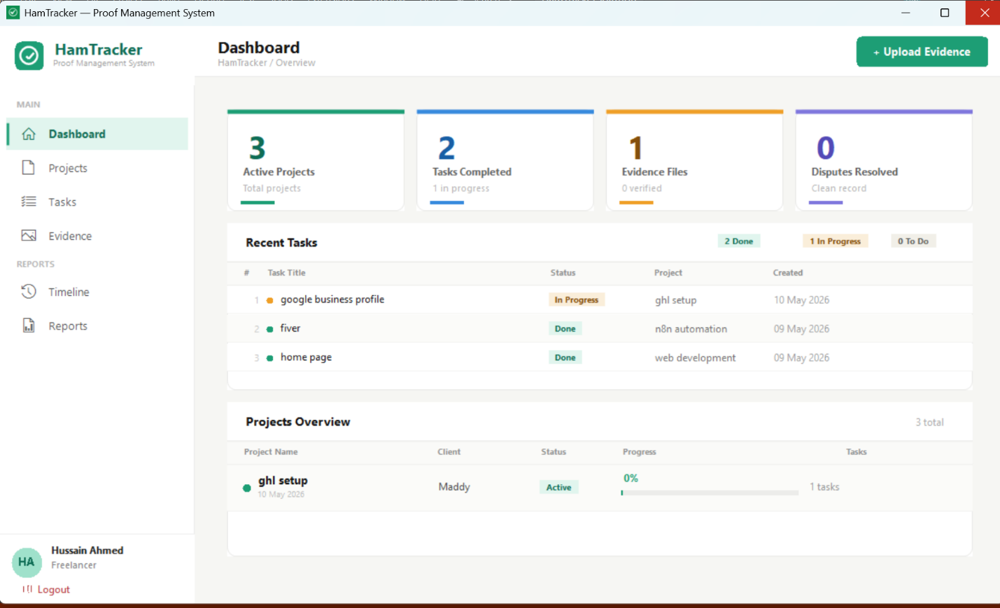 HamTracker — Proof Management System
HamTracker
Proof Management System
Dashboard
HamTracker / Overview
+ Upload Evidence
MAIN
Dashboard
Projects
Tasks
Evidence
REPORTS
Timeline
Reports
3
Active Projects
Total projects
2
Tasks Completed
1 in progress
1
Evidence Files
0 verified
0
Disputes Resolved
Clean record
Recent Tasks 2 Done 1 In Progress 0 To Do
# Task Title Status Project Created
1 google business profile In Progress ghl setup 10 May 2026
2 fiver Done n8n automation 09 May 2026
3 home page Done web development 09 May 2026
Projects Overview 3 total
Project Name Client Status Progress Tasks
ghl setup Maddy Active 0% 1 tasks
10 May 2026
HA
Hussain Ahmed
Freelancer
Logout